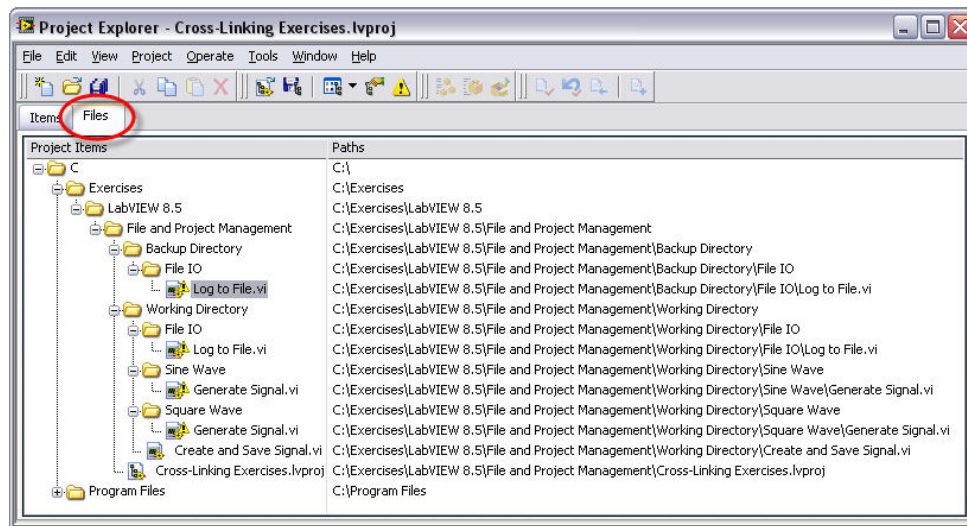 Project Explorer - Cross-Linking Exercises.lvproj
File Edit View Project Operate Tools Window Help
Items Files
Project Items Paths
C C:\
Exercises C:\Exercises
LabVIEW 8.5 C:\Exercises\LabVIEW 8.5
File and Project Management C:\Exercises\LabVIEW 8.5\File and Project Management
Backup Directory C:\Exercises\LabVIEW 8.5\File and Project Management\Backup Directory
File IO C:\Exercises\LabVIEW 8.5\File and Project Management\Backup Directory\File IO
Log to File.vi C:\Exercises\LabVIEW 8.5\File and Project Management\Backup Directory\File IO\Log to File.vi
Working Directory C:\Exercises\LabVIEW 8.5\File and Project Management\Working Directory
File IO C:\Exercises\LabVIEW 8.5\File and Project Management\Working Directory\File IO
Log to File.vi C:\Exercises\LabVIEW 8.5\File and Project Management\Working Directory\File IO\Log to File.vi
Sine Wave C:\Exercises\LabVIEW 8.5\File and Project Management\Working Directory\Sine Wave
Generate Signal.vi C:\Exercises\LabVIEW 8.5\File and Project Management\Working Directory\Sine Wave\Generate Signal.vi
Square Wave C:\Exercises\LabVIEW 8.5\File and Project Management\Working Directory\Square Wave
Generate Signal.vi C:\Exercises\LabVIEW 8.5\File and Project Management\Working Directory\Square Wave\Generate Signal.vi
Create and Save Signal.vi C:\Exercises\LabVIEW 8.5\File and Project Management\Working Directory\Create and Save Signal.vi
Cross-Linking Exercises.lvproj C:\Exercises\LabVIEW 8.5\File and Project Management\Cross-Linking Exercises.lvproj
Program Files C:\Program Files